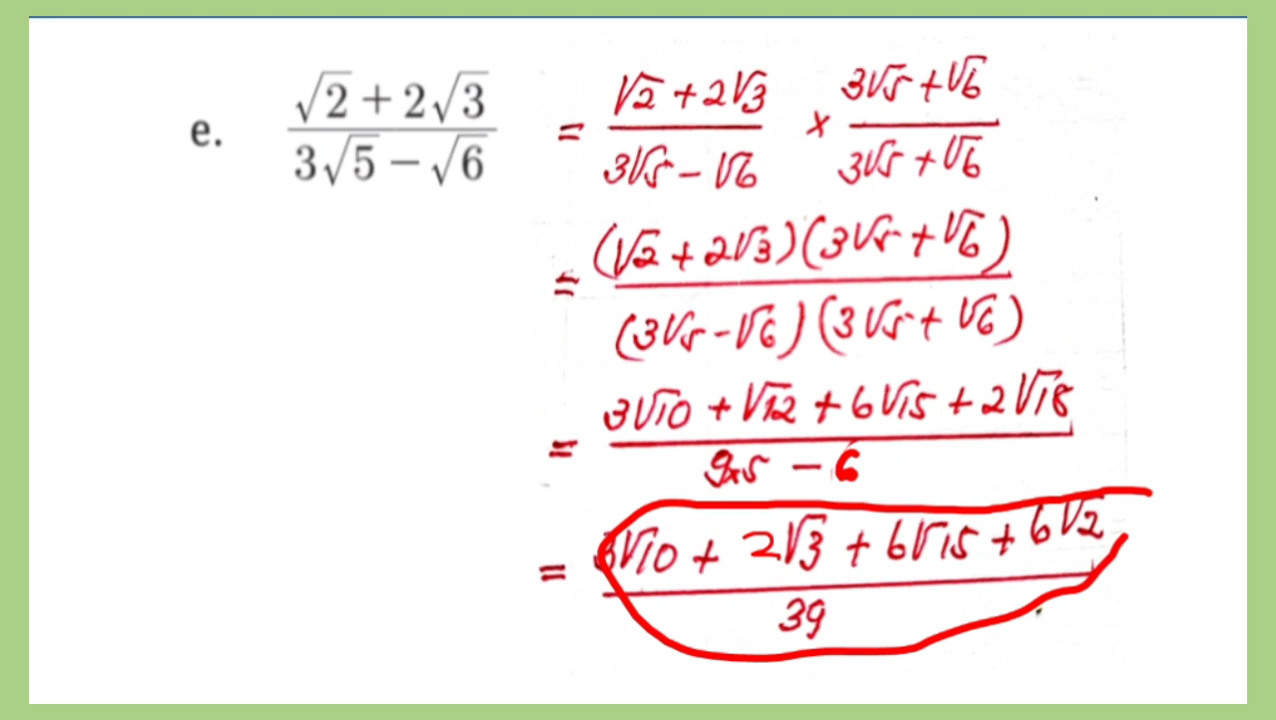 e. (√2 + 2√3)/(3√5 − √6) = (√2 + 2√3)/(3√5 − √6) × (3√5 + √6)/(3√5 + √6)
= (√2 + 2√3)(3√5 + √6)/(3√5 − √6)(3√5 + √6)
= (3√10 + √12 + 6√15 + 2√18)/(9x5 − 6)
= (3√10 + 2√3 + 6√15 + 6√2)/39